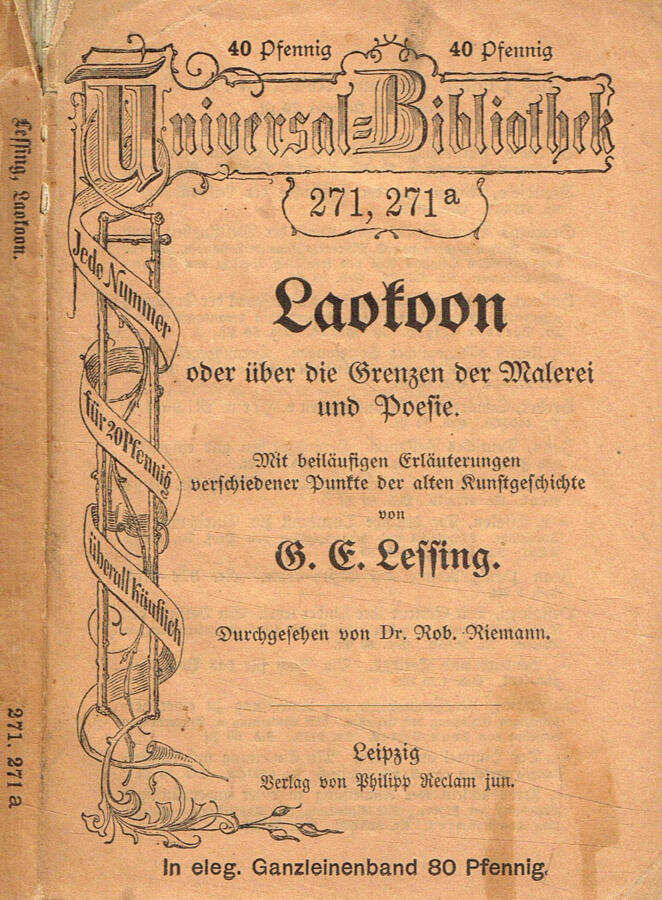 Lessing, Laokoon.
271. 271a
40 Pfennig 40 Pfennig
Universal-Bibliothek
271, 271a
Jede Nummer
für 20 Pfennig
überall käuflich
Laokoon
oder über die Grenzen der Malerei
und Poesie.
Mit beiläufigen Erläuterungen
verschiedener Punkte der alten Kunstgeschichte
von
G. E. Lessing.
Durchgesehen von Dr. Rob. Riemann.
Leipzig
Verlag von Philipp Reclam jun.
In eleg. Ganzleinenband 80 Pfennig.